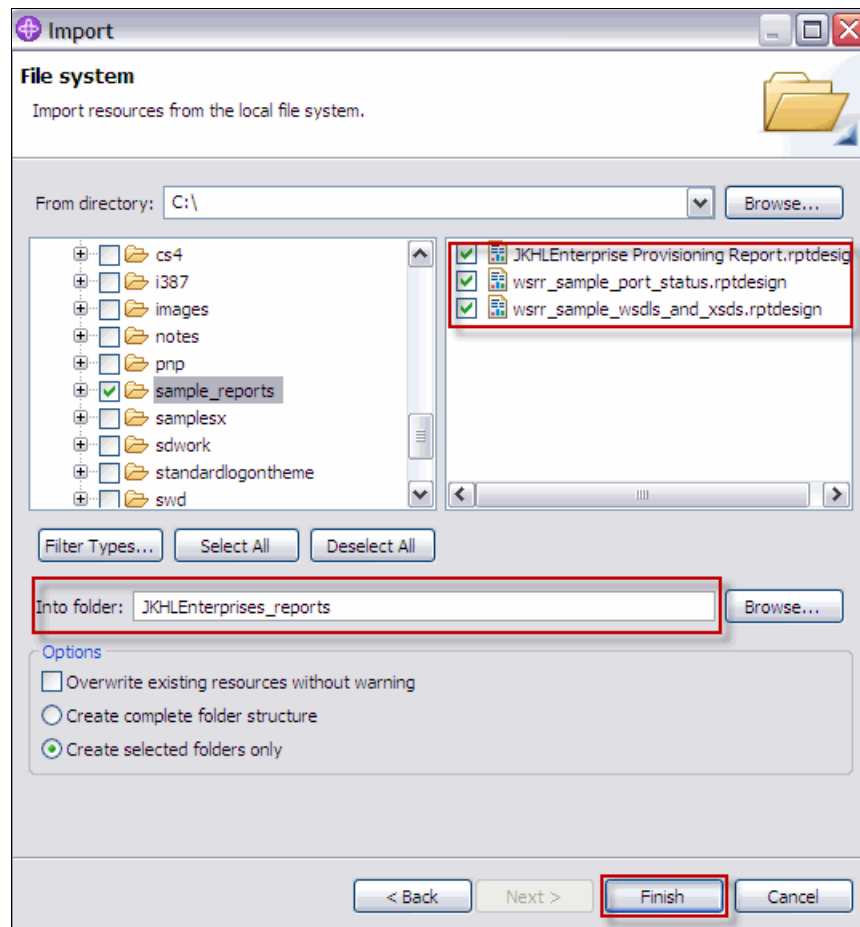 Import
File system
Import resources from the local file system.
From directory: C:\ Browse...
cs4
i387
images
notes
pnp
sample_reports
samplesx
sdwork
standardlogontheme
swd
JKHLEnterprise Provisioning Report.rptdesig
wsrr_sample_port_status.rptdesign
wsrr_sample_wsdls_and_xsds.rptdesign
Filter Types... Select All Deselect All
Into folder: JKHLEnterprises_reports Browse...
Options
Overwrite existing resources without warning
Create complete folder structure
Create selected folders only
< Back Next > Finish Cancel